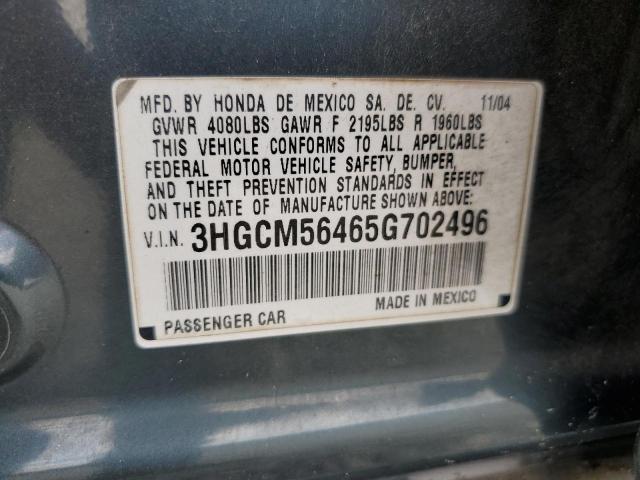 MFD. BY HONDA DE MEXICO SA. DE. CV. 11/04
GVWR 4080LBS GAWR F 2195LBS R 1960LBS
THIS VEHICLE CONFORMS TO ALL APPLICABLE
FEDERAL MOTOR VEHICLE SAFETY, BUMPER,
AND THEFT PREVENTION STANDARDS IN EFFECT
ON THE DATE OF MANUFACTURE SHOWN ABOVE:
V.I.N. 3HGCM56465G702496
PASSENGER CAR MADE IN MEXICO